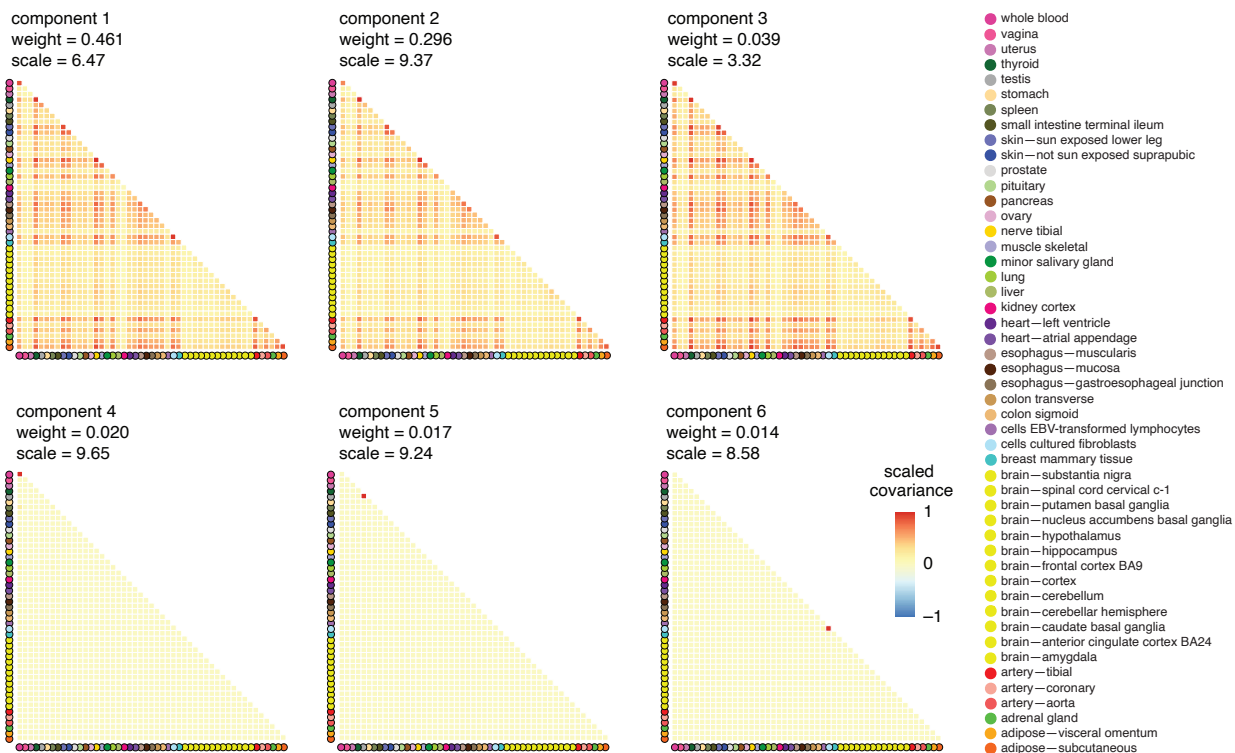 component 1
weight = 0.461
scale = 6.47
component 2
weight = 0.296
scale = 9.37
component 3
weight = 0.039
scale = 3.32
component 4
weight = 0.020
scale = 9.65
component 5
weight = 0.017
scale = 9.24
component 6
weight = 0.014
scale = 8.58
scaled
covariance
1
0
−1
whole blood
vagina
uterus
thyroid
testis
stomach
spleen
small intestine terminal ileum
skin—sun exposed lower leg
skin—not sun exposed suprapubic
prostate
pituitary
pancreas
ovary
nerve tibial
muscle skeletal
minor salivary gland
lung
liver
kidney cortex
heart—left ventricle
heart—atrial appendage
esophagus—muscularis
esophagus—mucosa
esophagus—gastroesophageal junction
colon transverse
colon sigmoid
cells EBV-transformed lymphocytes
cells cultured fibroblasts
breast mammary tissue
brain—substantia nigra
brain—spinal cord cervical c-1
brain—putamen basal ganglia
brain—nucleus accumbens basal ganglia
brain—hypothalamus
brain—hippocampus
brain—frontal cortex BA9
brain—cortex
brain—cerebellum
brain—cerebellar hemisphere
brain—caudate basal ganglia
brain—anterior cingulate cortex BA24
brain—amygdala
artery—tibial
artery—coronary
artery—aorta
adrenal gland
adipose—visceral omentum
adipose—subcutaneous